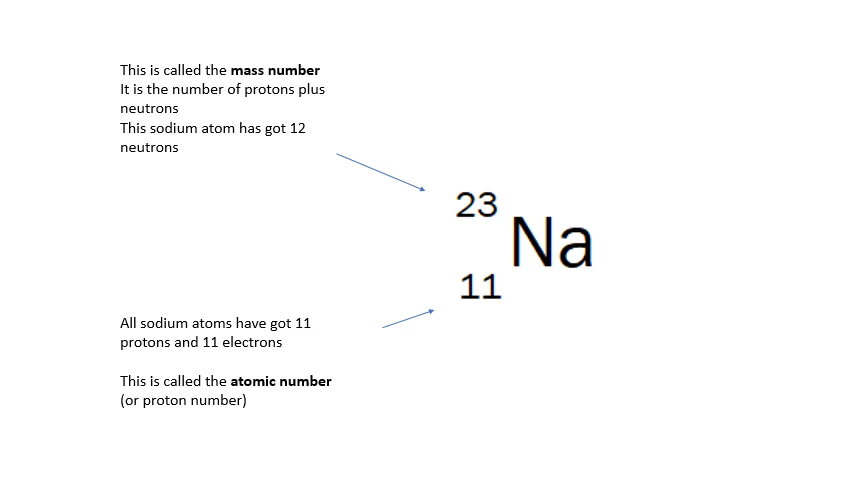 This is called the mass number
It is the number of protons plus
neutrons
This sodium atom has got 12
neutrons
23
Na
11
All sodium atoms have got 11
protons and 11 electrons
This is called the atomic number
(or proton number)